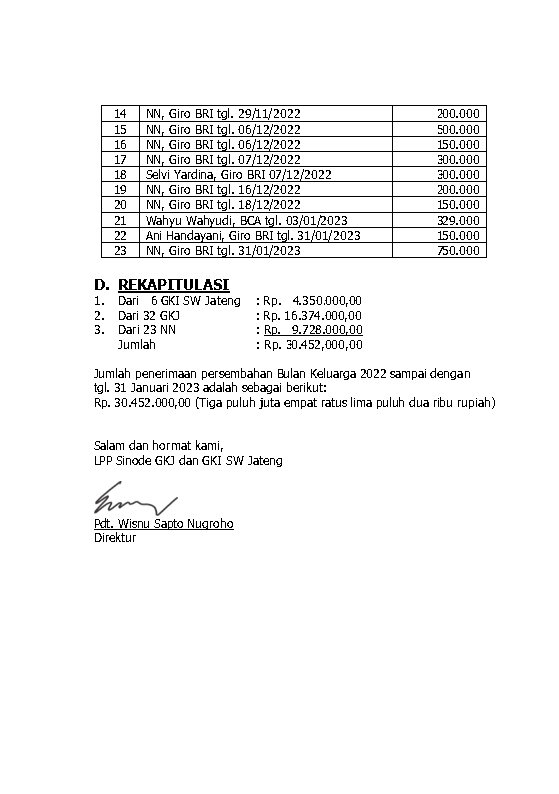 14 NN, Giro BRI tgl. 29/11/2022 200.000
15 NN, Giro BRI tgl. 06/12/2022 500.000
16 NN, Giro BRI tgl. 06/12/2022 150.000
17 NN, Giro BRI tgl. 07/12/2022 300.000
18 Selvi Yardina, Giro BRI 07/12/2022 300.000
19 NN, Giro BRI tgl. 16/12/2022 200.000
20 NN, Giro BRI tgl. 18/12/2022 150.000
21 Wahyu Wahyudi, BCA tgl. 03/01/2023 329.000
22 Ani Handayani, Giro BRI tgl. 31/01/2023 150.000
23 NN, Giro BRI tgl. 31/01/2023 750.000
D. REKAPITULASI
1. Dari 6 GKI SW Jateng : Rp. 4.350.000,00
2. Dari 32 GKJ : Rp. 16.374.000,00
3. Dari 23 NN : Rp. 9.728.000,00
Jumlah : Rp. 30.452,000,00
Jumlah penerimaan persembahan Bulan Keluarga 2022 sampai dengan
tgl. 31 Januari 2023 adalah sebagai berikut:
Rp. 30.452.000,00 (Tiga puluh juta empat ratus lima puluh dua ribu rupiah)
Salam dan hormat kami,
LPP Sinode GKJ dan GKI SW Jateng
Pdt. Wisnu Sapto Nugroho
Direktur